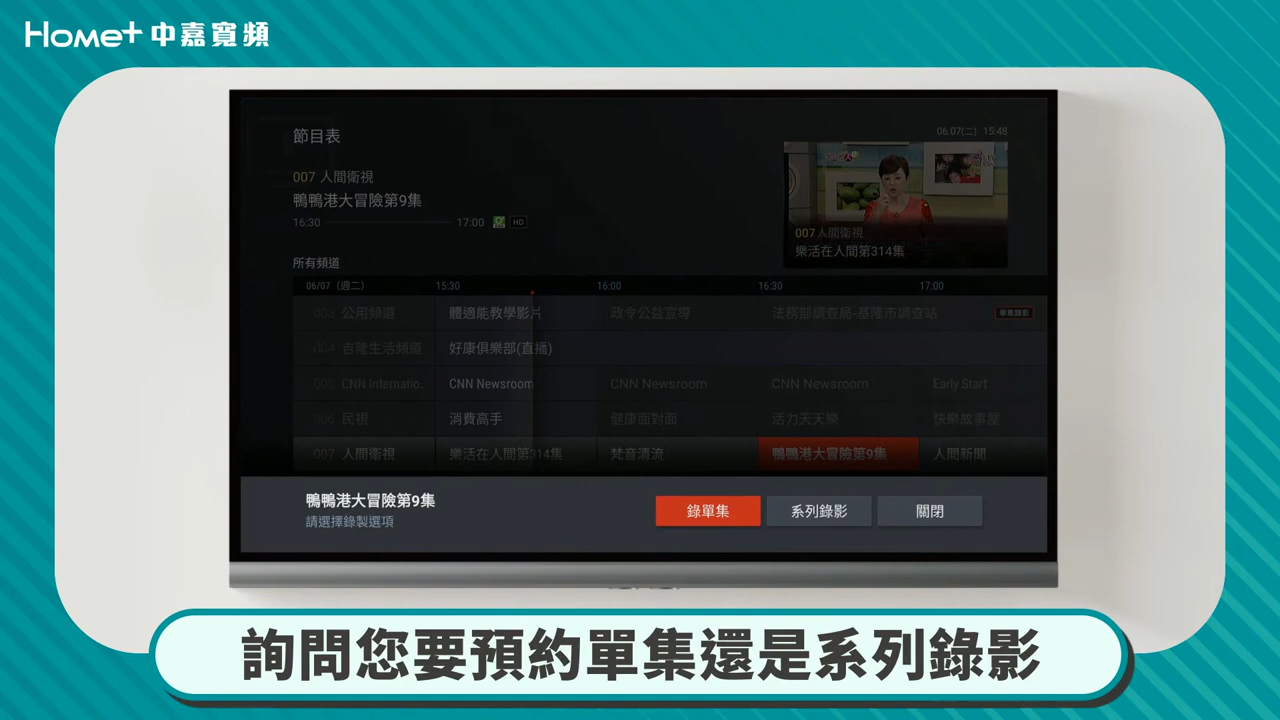 Home+ 中嘉寬頻
節目表
06.07(二) 15:48
007 人間衛視
鴨鴨港大冒險第9集
16:30 17:00 HD
007人間衛視
樂活在人間第314集
所有頻道
06/07 (週二) 15:30 16:00 16:30 17:00
003 公用頻道 體適能教學影片 政令公益宣導 法務部調查局-基隆市調查站 單集錄影
004 吉隆生活頻道 好康俱樂部(直播)
005 CNN Internatio.. CNN Newsroom CNN Newsroom CNN Newsroom Early Start
006 民視 消費高手 健康面對面 活力天天樂 快樂故事屋
007 人間衛視 樂活在人間第314集 梵音清流 鴨鴨港大冒險第9集 人間新聞
鴨鴨港大冒險第9集
請選擇錄製選項
錄單集 系列錄影 關閉
詢問您要預約單集還是系列錄影